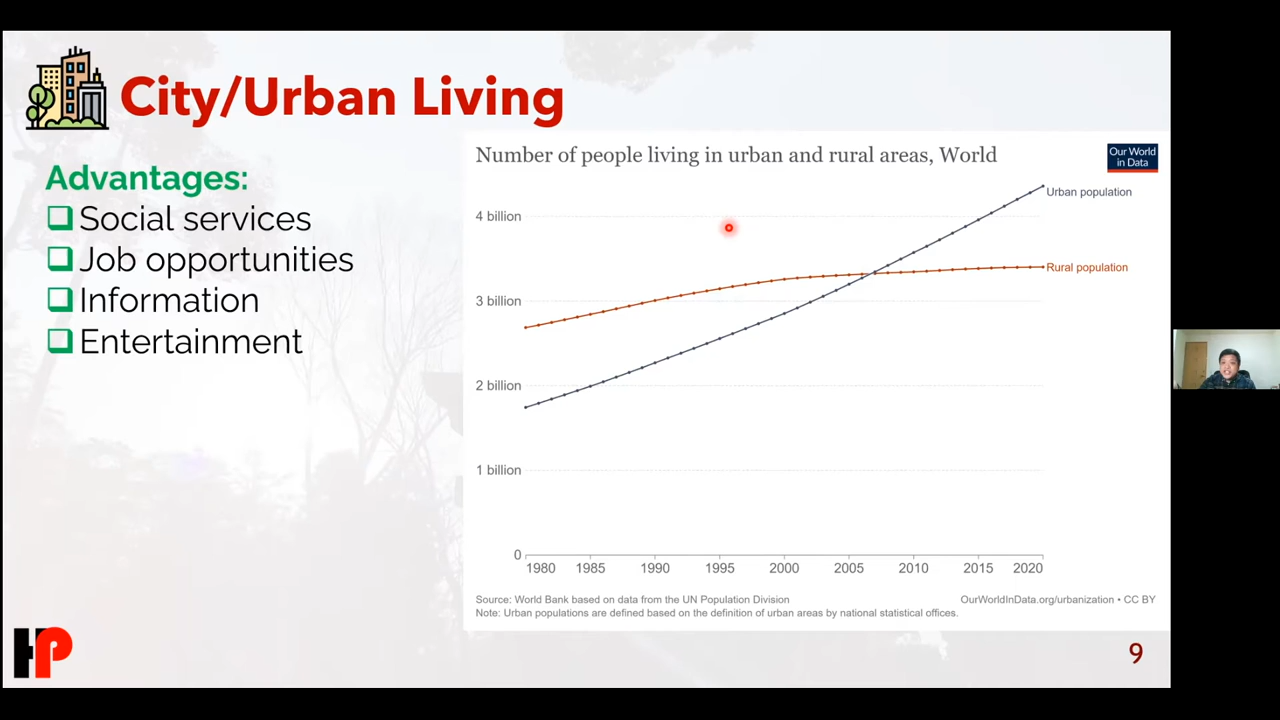 City/Urban Living
Advantages:
Social services
Job opportunities
Information
Entertainment
Number of people living in urban and rural areas, World
Our World
in Data
Urban population
4 billion
Rural population
3 billion
2 billion
1 billion
0
1980 1985 1990 1995 2000 2005 2010 2015 2020
Source: World Bank based on data from the UN Population Division
OurWorldInData.org/urbanization • CC BY
Note: Urban populations are defined based on the definition of urban areas by national statistical offices.
HP
9